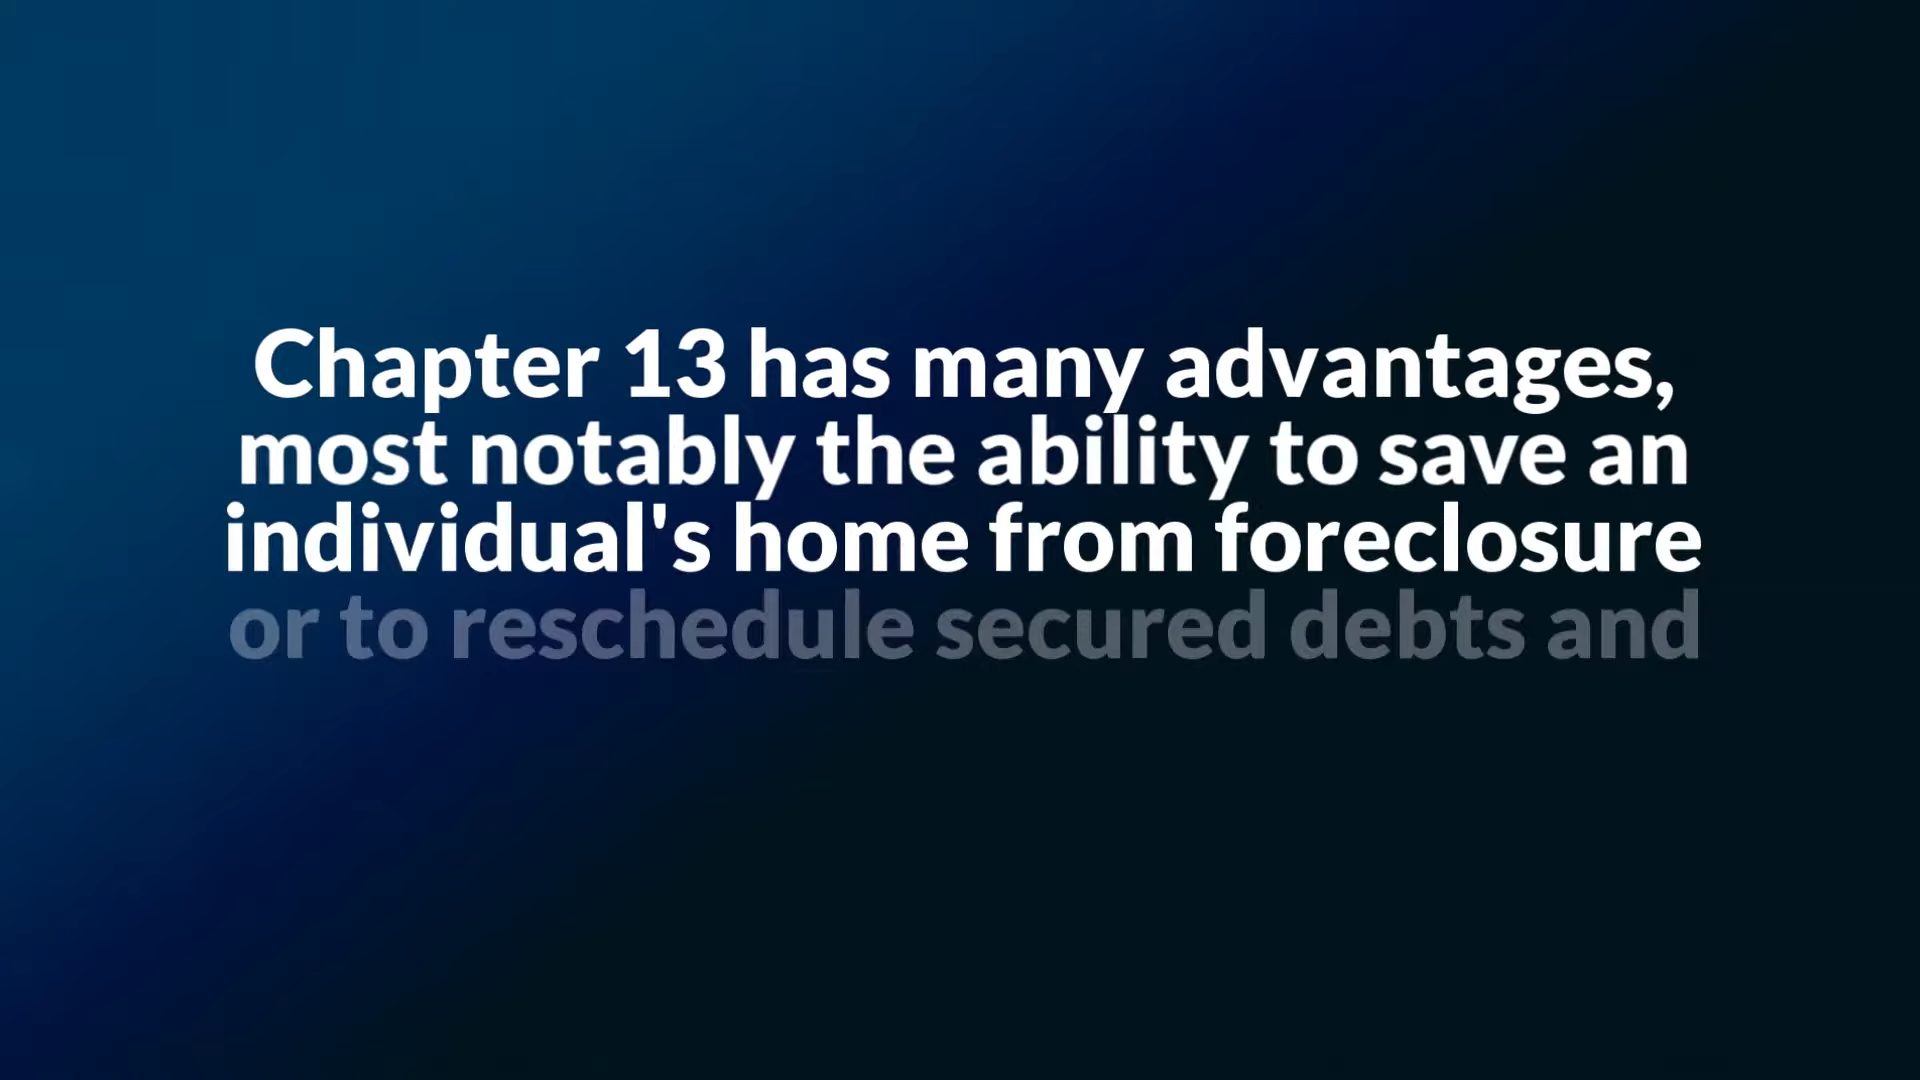 Chapter 13 has many advantages,
most notably the ability to save an
individual's home from foreclosure
or to reschedule secured debts and